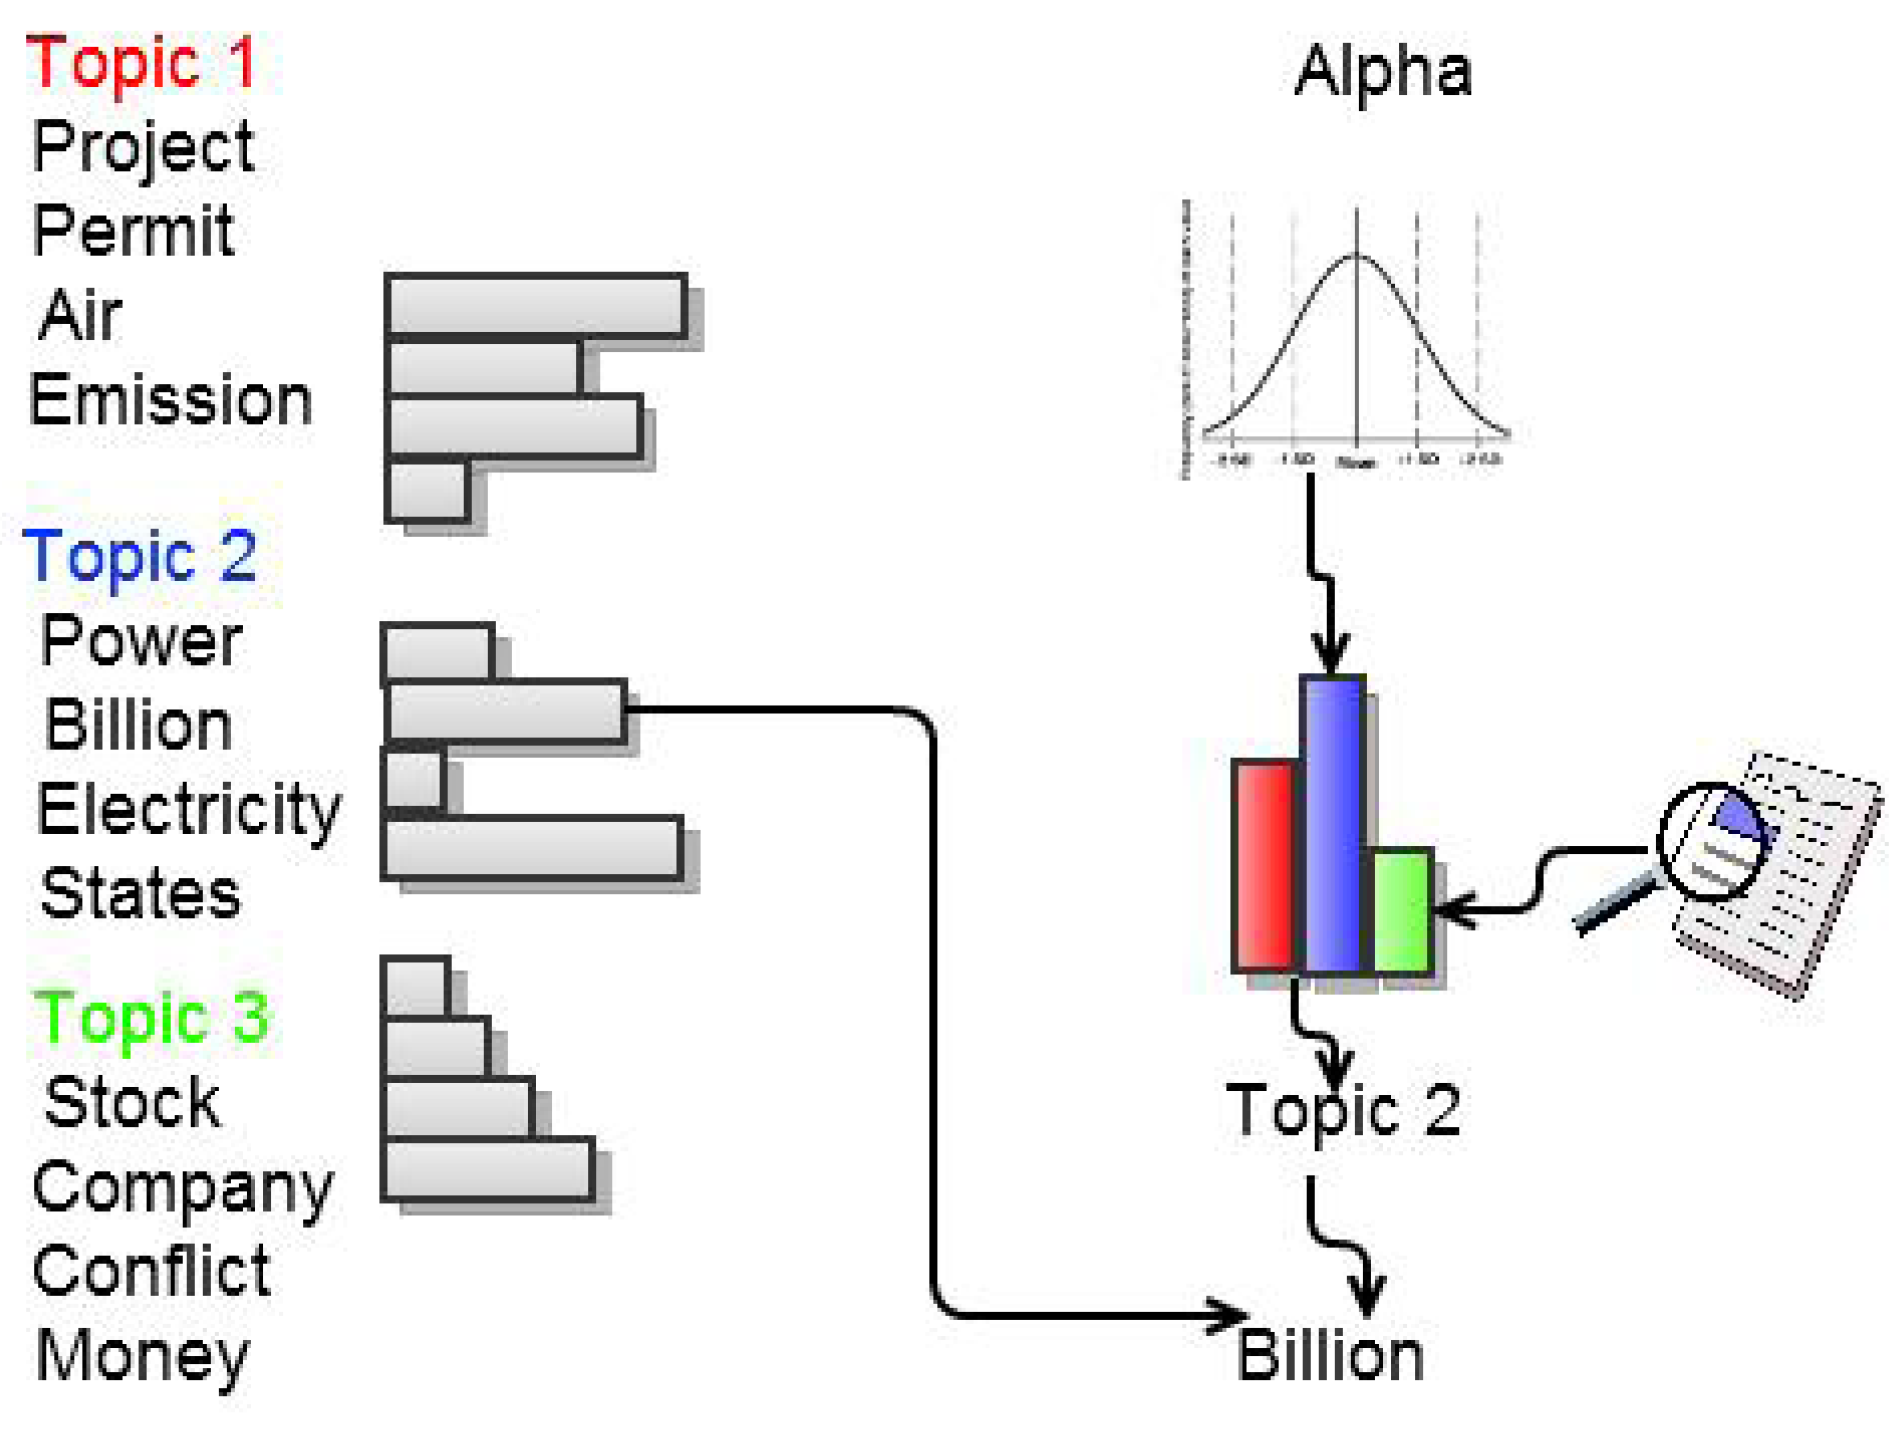 Topic 1
Project
Permit
Air
Emission
Topic 2
Power
Billion
Electricity
States
Topic 3
Stock
Company
Conflict
Money
Alpha
Topic 2
Billion